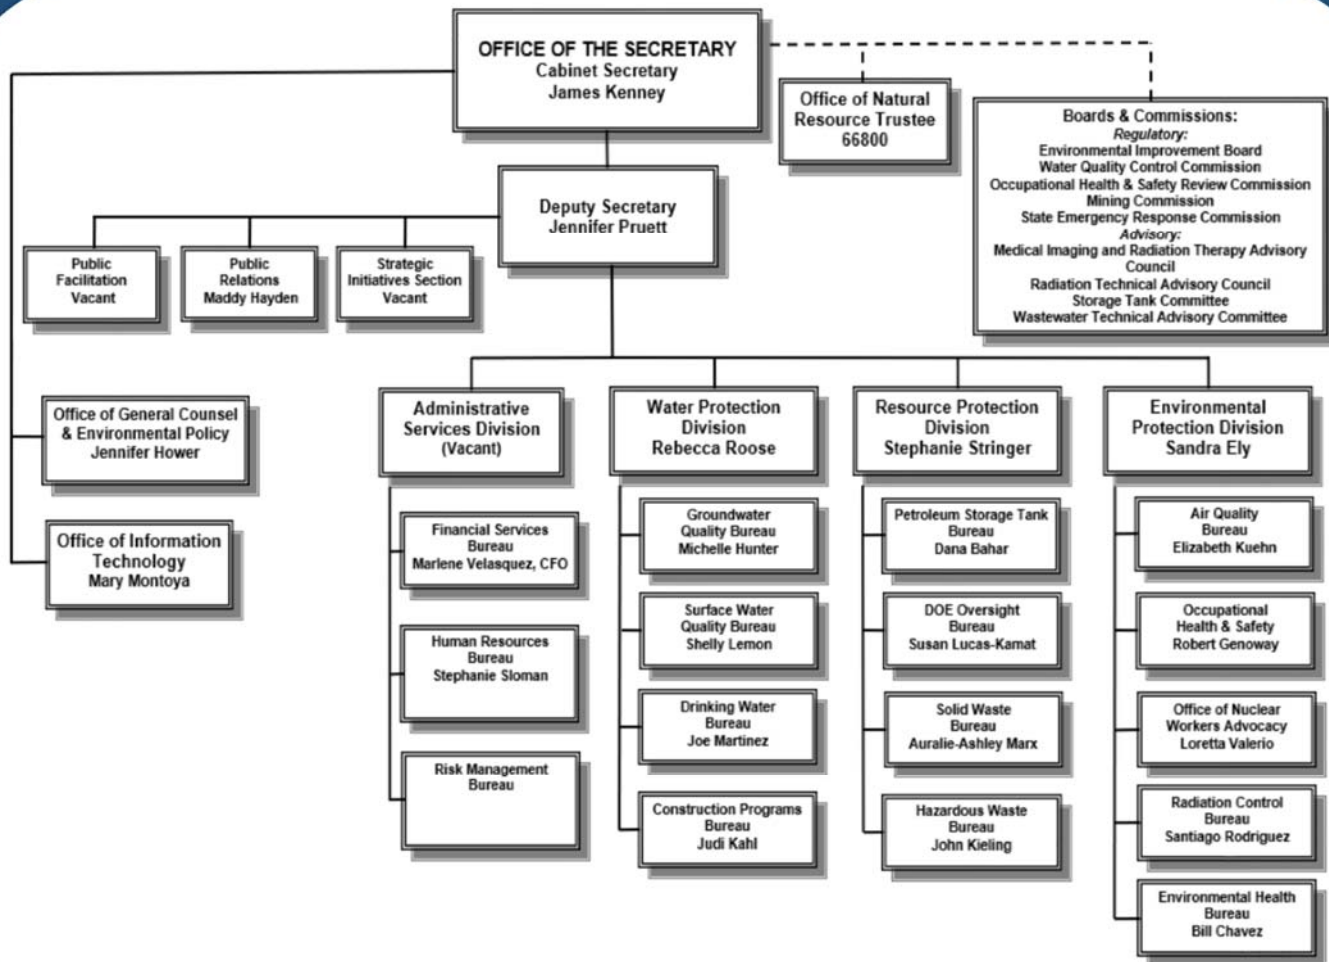 OFFICE OF THE SECRETARY
Cabinet Secretary
James Kenney
Office of Natural
Resource Trustee
66800
Boards & Commissions:
Regulatory:
Environmental Improvement Board
Water Quality Control Commission
Occupational Health & Safety Review Commission
Mining Commission
State Emergency Response Commission
Advisory:
Medical Imaging and Radiation Therapy Advisory
Council
Radiation Technical Advisory Council
Storage Tank Committee
Wastewater Technical Advisory Committee
Deputy Secretary
Jennifer Pruett
Public
Facilitation
Vacant
Public
Relations
Maddy Hayden
Strategic
Initiatives Section
Vacant
Office of General Counsel
& Environmental Policy
Jennifer Hower
Office of Information
Technology
Mary Montoya
Administrative
Services Division
(Vacant)
Financial Services
Bureau
Marlene Velasquez, CFO
Human Resources
Bureau
Stephanie Sloman
Risk Management
Bureau
Water Protection
Division
Rebecca Roose
Groundwater
Quality Bureau
Michelle Hunter
Surface Water
Quality Bureau
Shelly Lemon
Drinking Water
Bureau
Joe Martinez
Construction Programs
Bureau
Judi Kahl
Resource Protection
Division
Stephanie Stringer
Petroleum Storage Tank
Bureau
Dana Bahar
DOE Oversight
Bureau
Susan Lucas-Kamat
Solid Waste
Bureau
Auralie-Ashley Marx
Hazardous Waste
Bureau
John Kieling
Environmental
Protection Division
Sandra Ely
Air Quality
Bureau
Elizabeth Kuehn
Occupational
Health & Safety
Robert Genoway
Office of Nuclear
Workers Advocacy
Loretta Valerio
Radiation Control
Bureau
Santiago Rodriguez
Environmental Health
Bureau
Bill Chavez